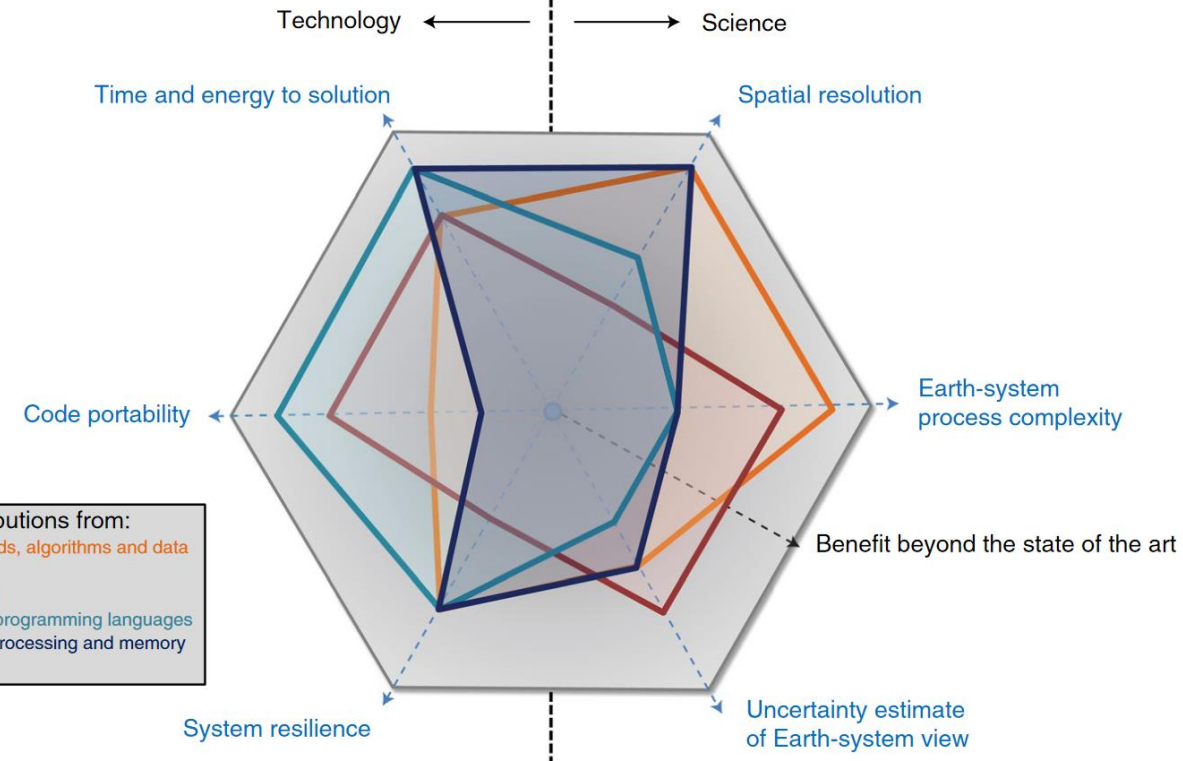 Technology
Science
Time and energy to solution
Spatial resolution
Code portability
Earth-system
process complexity
butions from:
ds, algorithms and data
programming languages
rocessing and memory
Benefit beyond the state of the art
System resilience
Uncertainty estimate
of Earth-system view